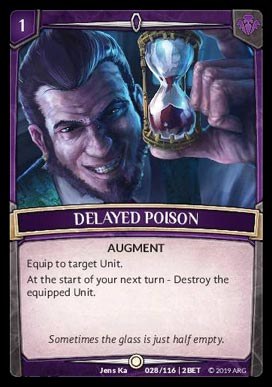 1
DELAYED POISON
AUGMENT
Equip to target Unit.
At the start of your next turn - Destroy the
equipped Unit.
Sometimes the glass is just half empty.
Jens Ka 028/116 | 2BET © 2019 ARG